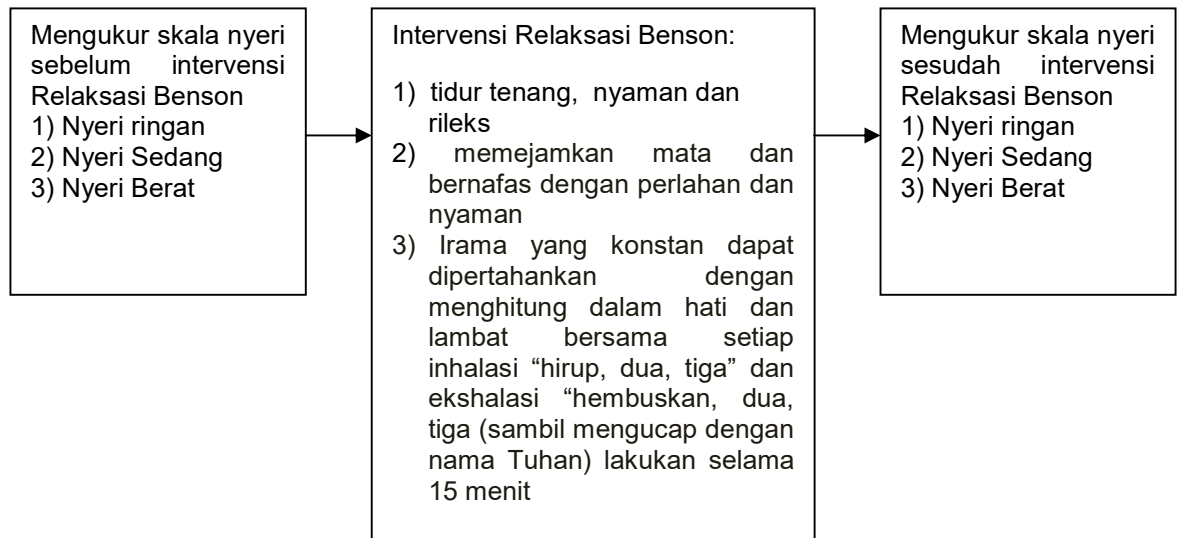 Mengukur skala nyeri
sebelum intervensi
Relaksasi Benson
1) Nyeri ringan
2) Nyeri Sedang
3) Nyeri Berat
Intervensi Relaksasi Benson:
1) tidur tenang, nyaman dan
rileks
2) memejamkan mata dan
bernafas dengan perlahan dan
nyaman
3) Irama yang konstan dapat
dipertahankan dengan
menghitung dalam hati dan
lambat bersama setiap
inhalasi “hirup, dua, tiga” dan
ekshalasi “hembuskan, dua,
tiga (sambil mengucap dengan
nama Tuhan) lakukan selama
15 menit
Mengukur skala nyeri
sesudah intervensi
Relaksasi Benson
1) Nyeri ringan
2) Nyeri Sedang
3) Nyeri Berat